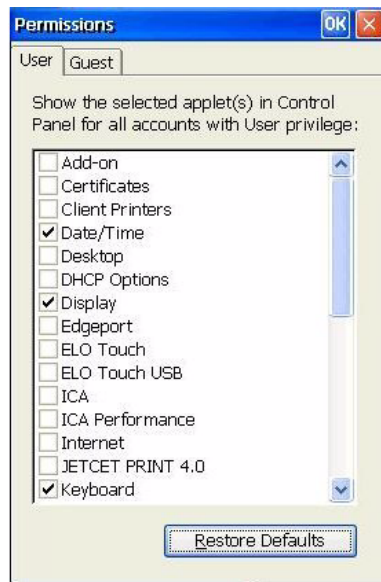 Permissions OK
User Guest
Show the selected applet(s) in Control
Panel for all accounts with User privilege:
Add-on
Certificates
Client Printers
Date/Time
Desktop
DHCP Options
Display
Edgeport
ELO Touch
ELO Touch USB
ICA
ICA Performance
Internet
JETCET PRINT 4.0
Keyboard
Restore Defaults